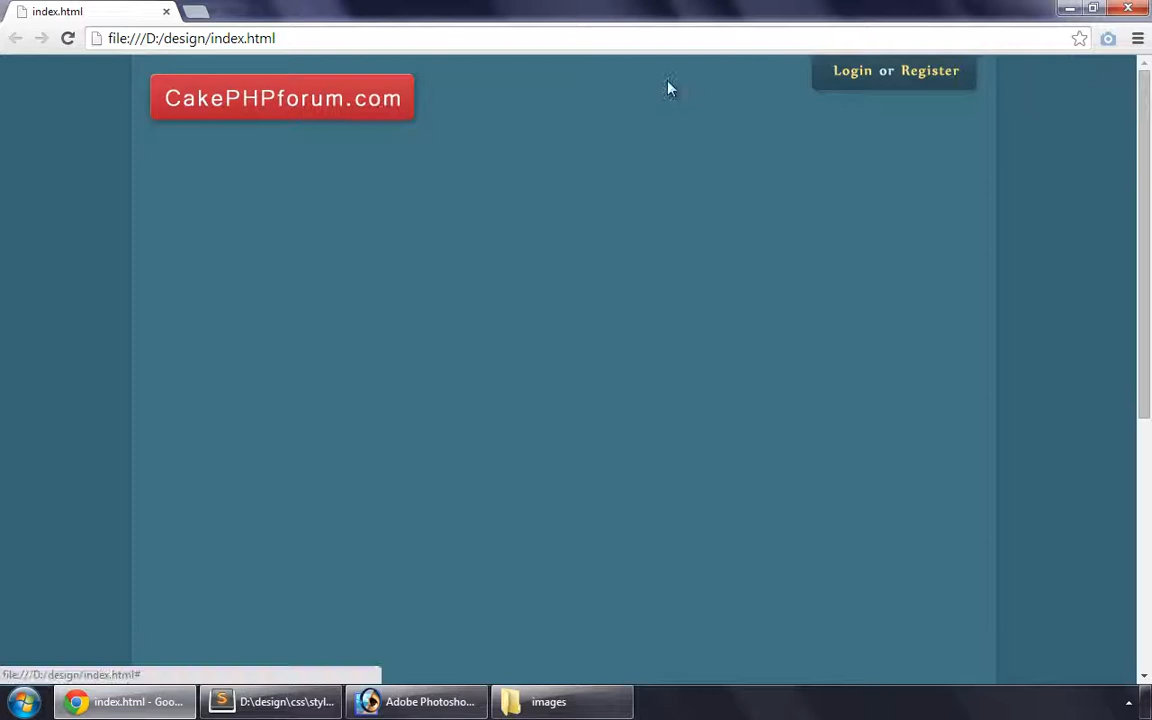 index.html
file:///D:/design/index.html
Login or Register
CakePHPforum.com
file:///D:/design/index.html#
index.html - Goo...
D:\design\css\styl...
Adobe Photosho...
images